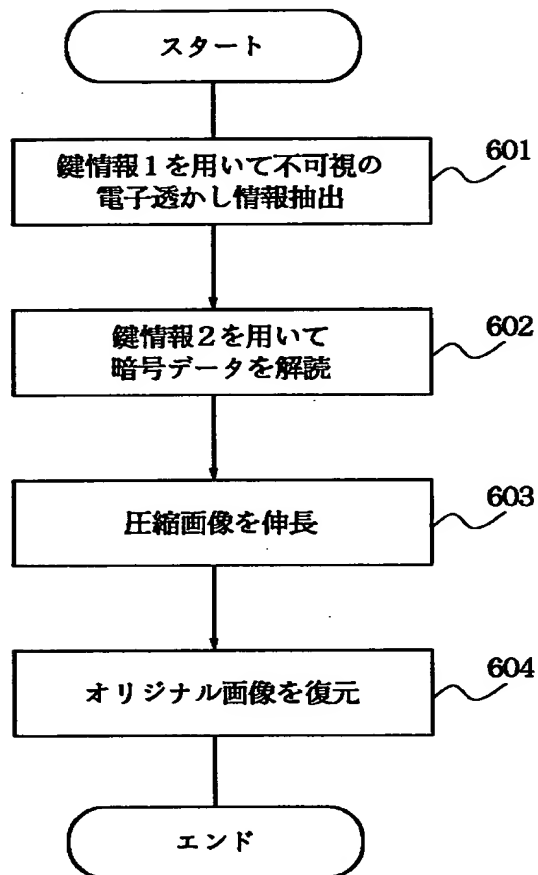 スタート
鍵情報1を用いて不可視の
電子透かし情報抽出
601
鍵情報2を用いて
暗号データを解読
602
圧縮画像を伸長
603
オリジナル画像を復元
604
エンド